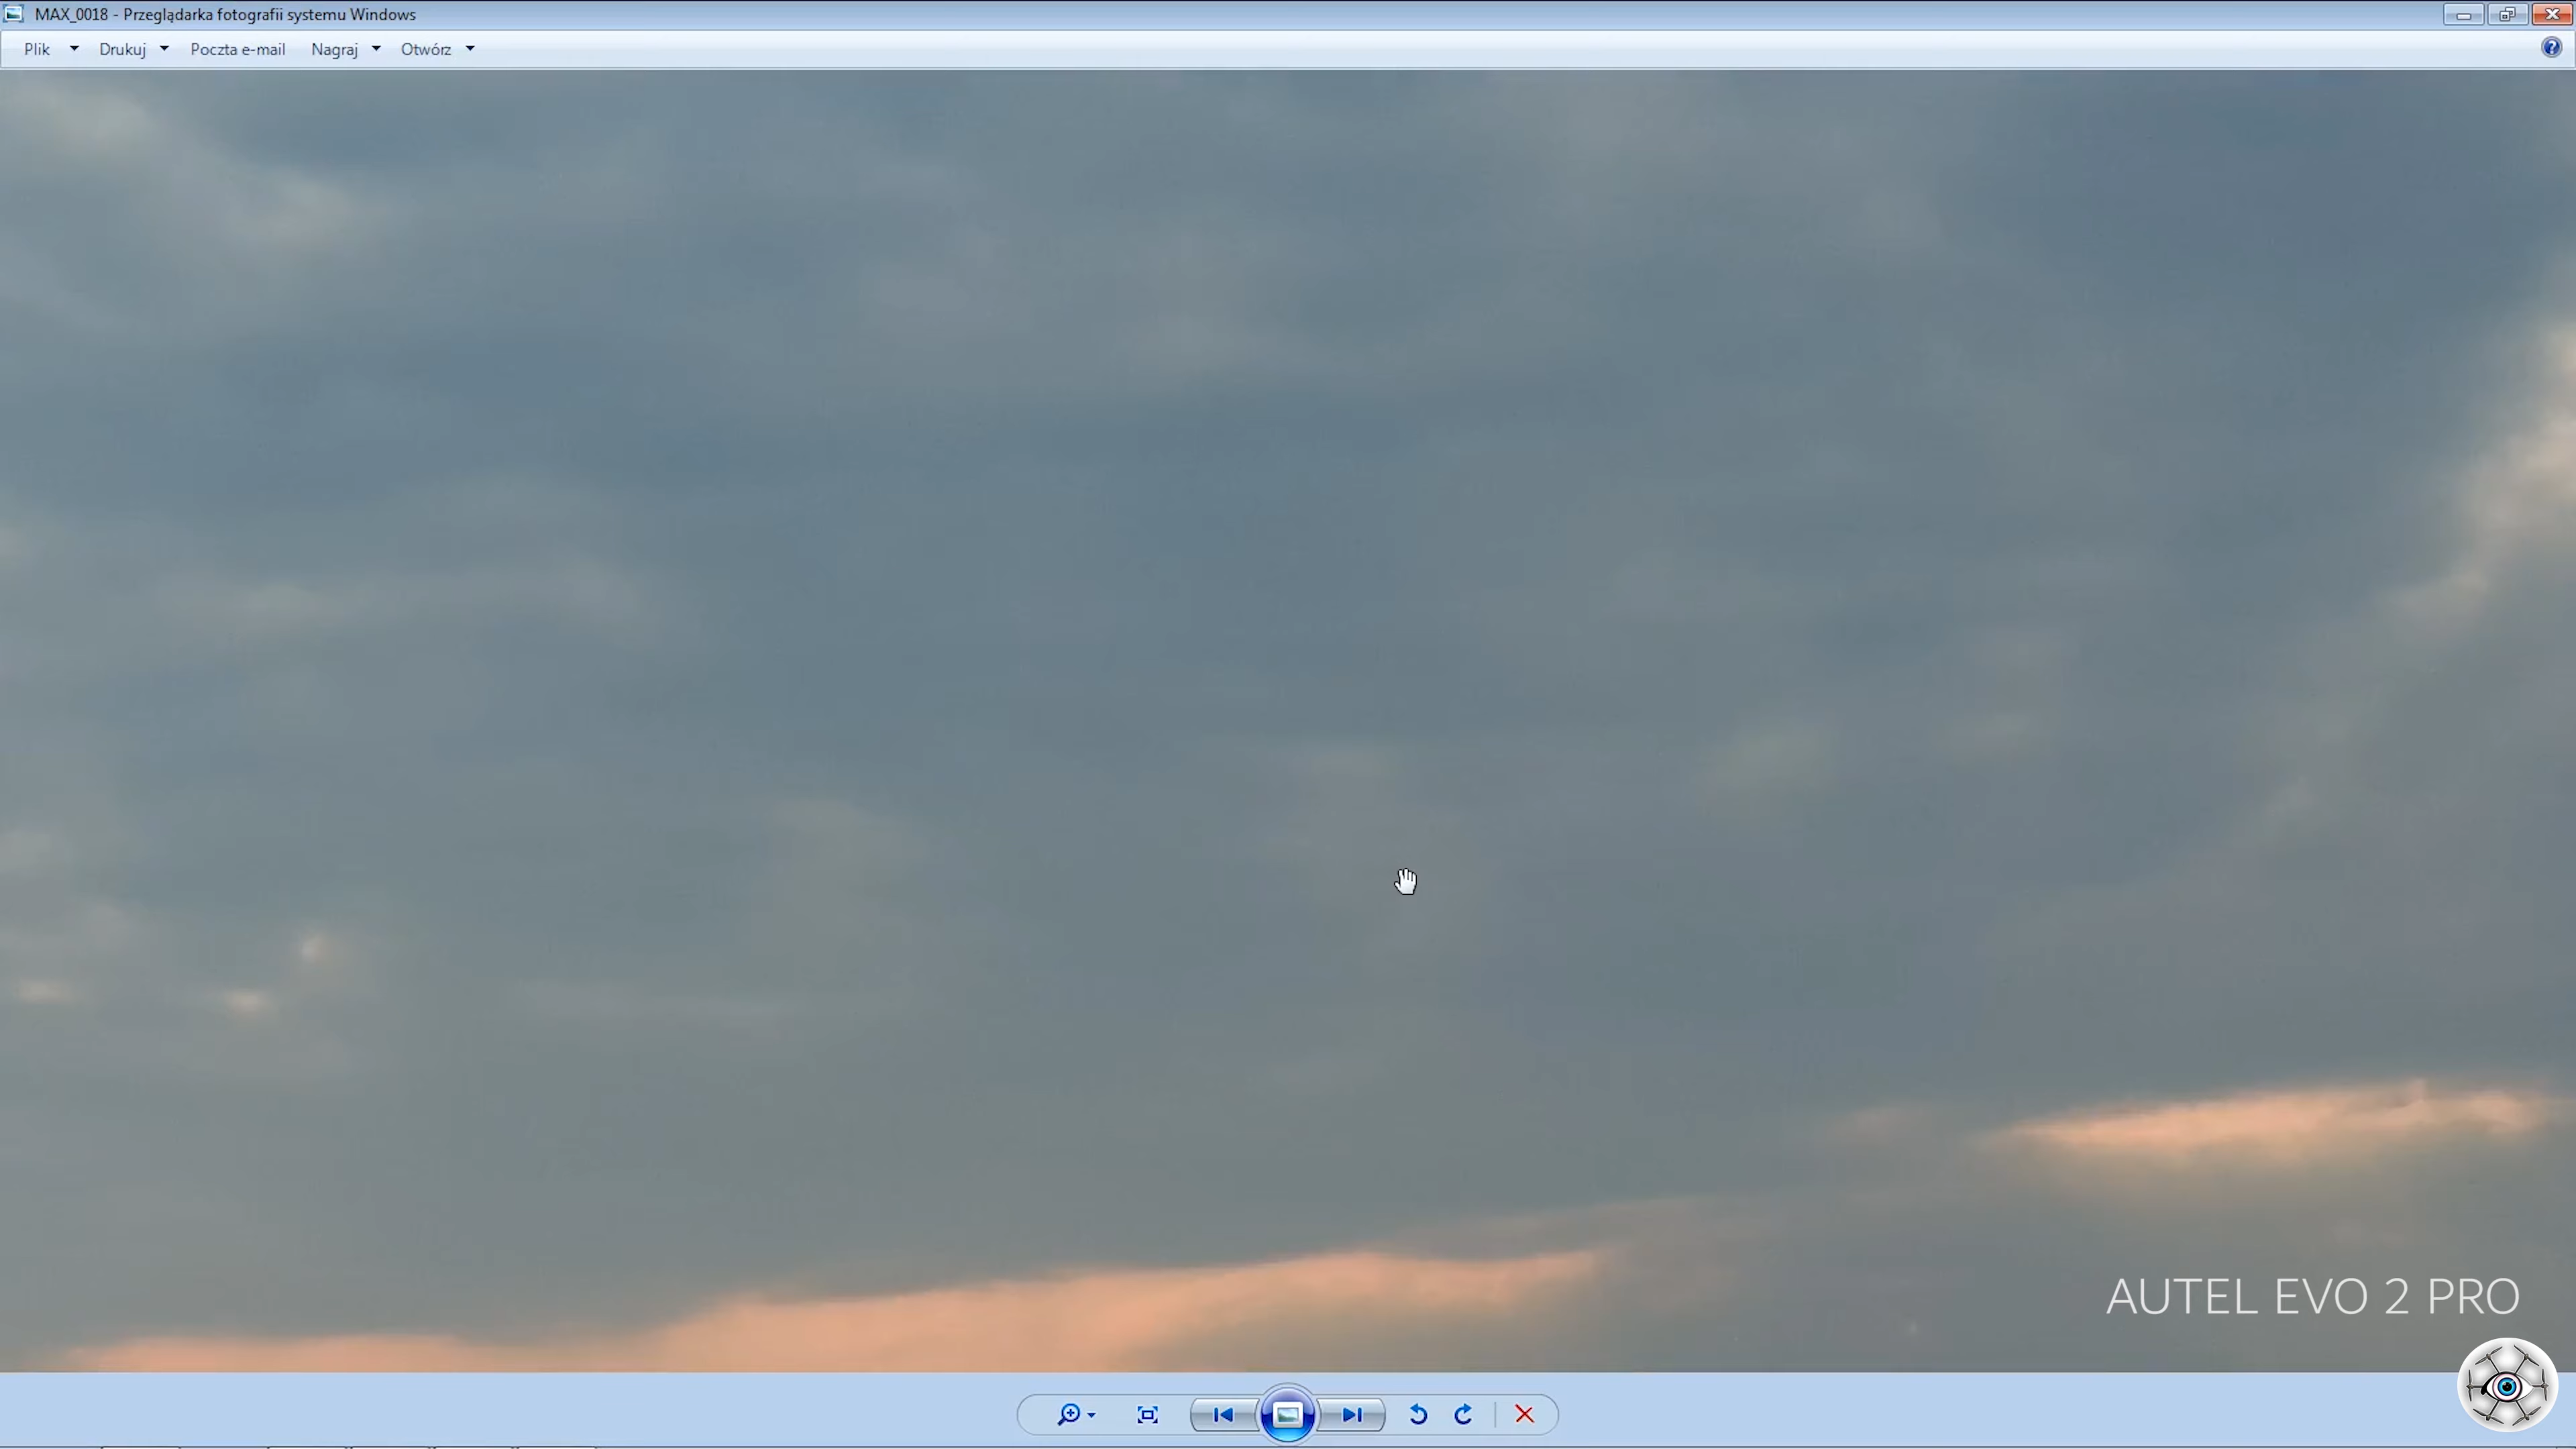 MAX_0018 - Przeglądarka fotografii systemu Windows
Plik Drukuj Poczta e-mail Nagraj Otwórz
AUTEL EVO 2 PRO